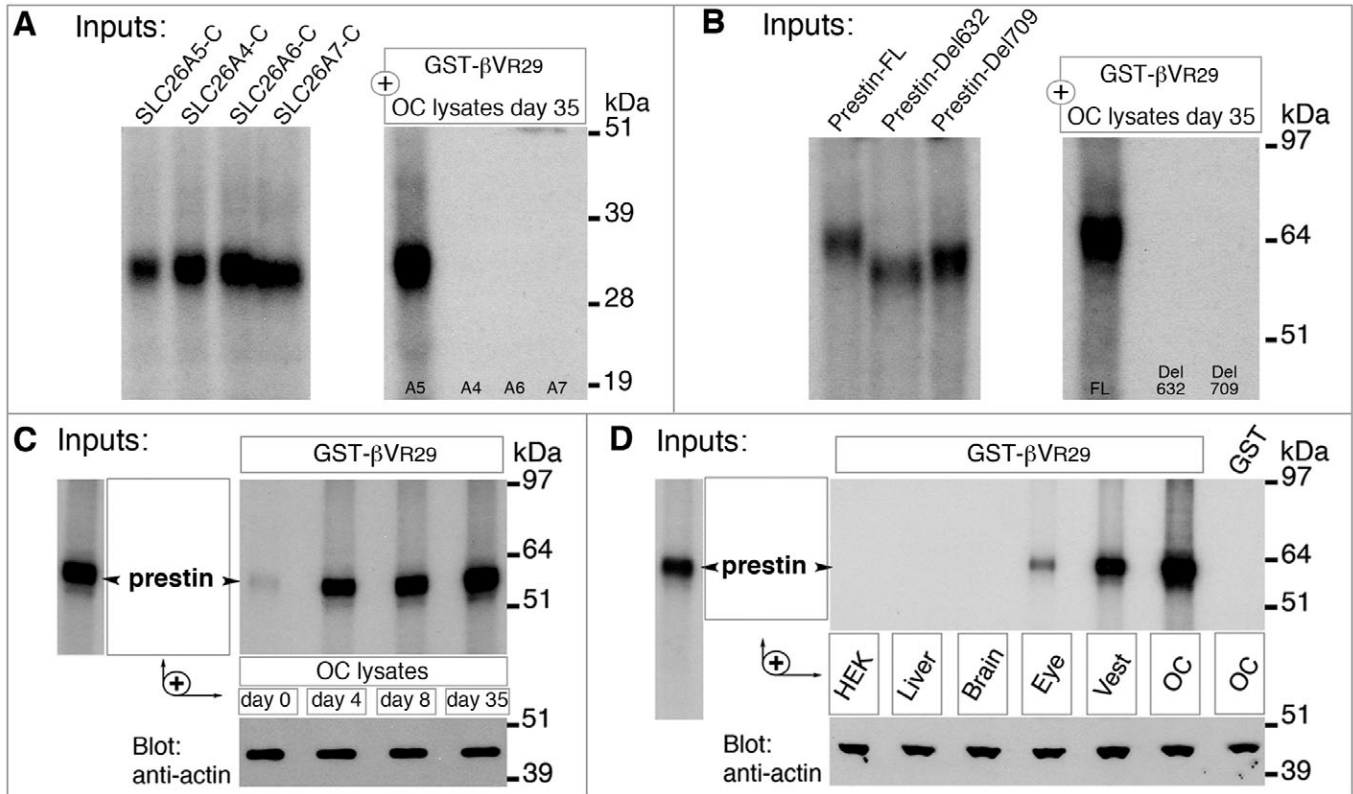 A Inputs:
SLC26A5-C
SLC26A4-C
SLC26A6-C
SLC26A7-C
+
GST-βVR29
OC lysates day 35
kDa
51
39
28
19
A5 A4 A6 A7
B Inputs:
Prestin-FL
Prestin-Del632
Prestin-Del709
+
GST-βVR29
OC lysates day 35
kDa
97
64
51
FL
Del 632
Del 709
C Inputs:
GST-βVR29
kDa
97
64
51
prestin
+
OC lysates
day 0 day 4 day 8 day 35
51
39
Blot:
anti-actin
D Inputs:
GST-βVR29
GST
kDa
97
64
51
prestin
+
HEK Liver Brain Eye Vest OC OC
51
39
Blot:
anti-actin